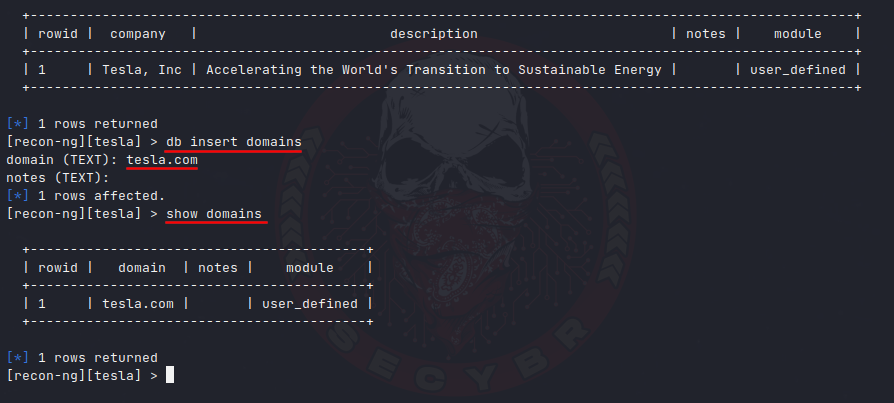 +------------------------------------------------------------------------------------------------------+
| rowid | company | description | notes | module |
+------------------------------------------------------------------------------------------------------+
| 1 | Tesla, Inc | Accelerating the World's Transition to Sustainable Energy | | user_defined |
+------------------------------------------------------------------------------------------------------+
[*] 1 rows returned
[recon-ng][tesla] > db insert domains
domain (TEXT): tesla.com
notes (TEXT):
[*] 1 rows affected.
[recon-ng][tesla] > show domains
+------------------------------------------+
| rowid | domain | notes | module |
+------------------------------------------+
| 1 | tesla.com | | user_defined |
+------------------------------------------+
[*] 1 rows returned
[recon-ng][tesla] >
SECYBR